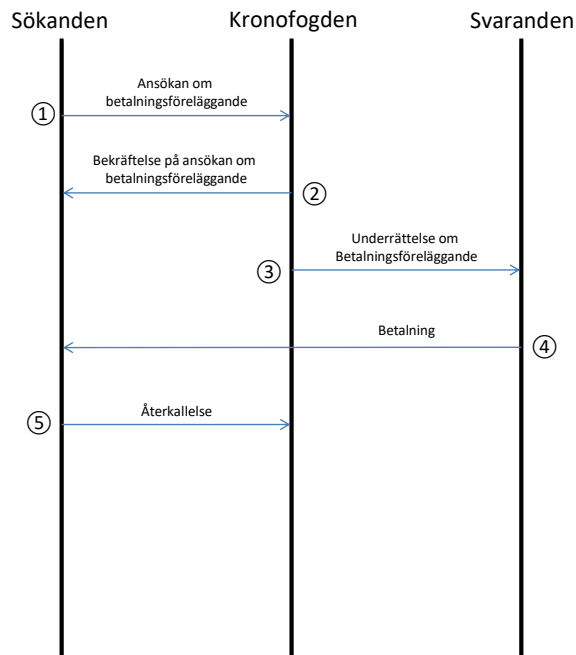 Sökanden
Kronofogden
Svaranden
Ansökan om
betalningsföreläggande
①
Bekräftelse på ansökan om
betalningsföreläggande
②
Underrättelse om
Betalningsföreläggande
③
Betalning
④
Återkallelse
⑤